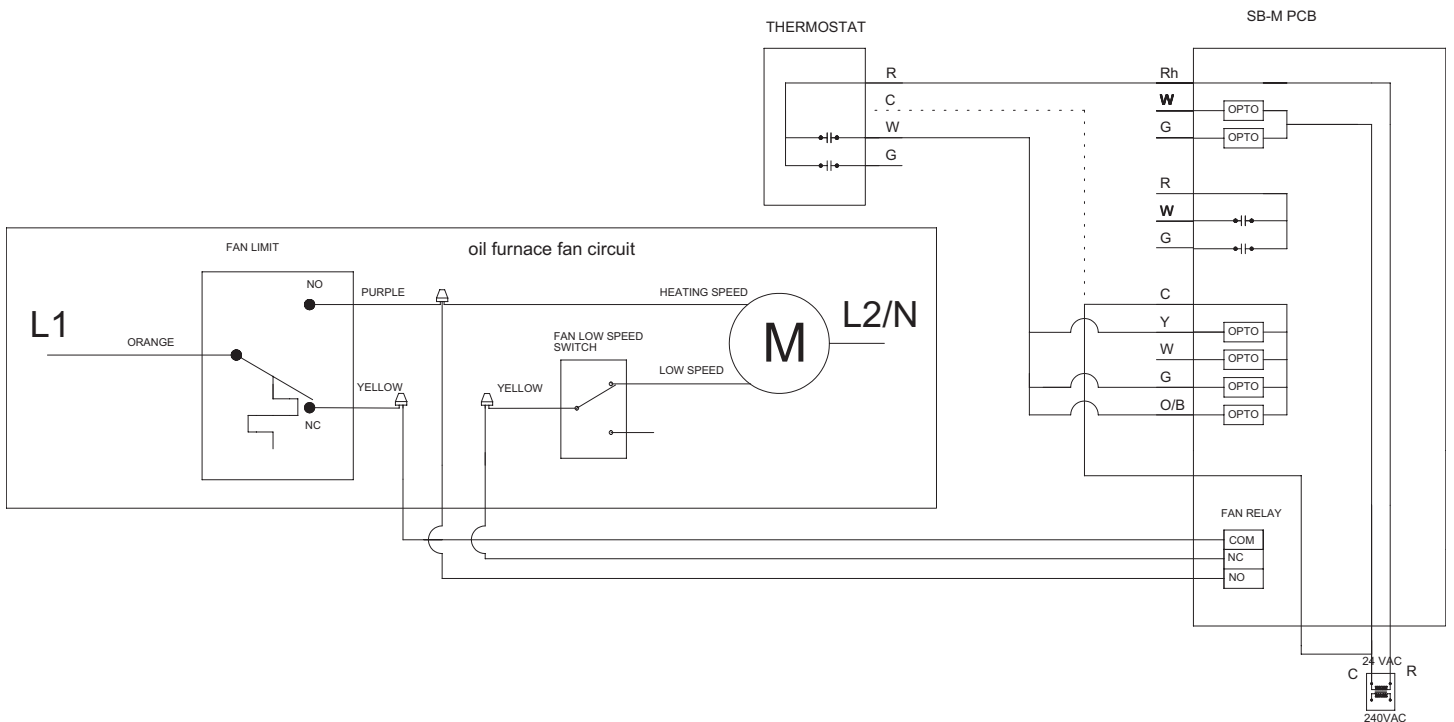 SB-M PCB
THERMOSTAT
R
C
W
G
Rh
W
G
OPTO
OPTO
R
W
G
C
Y
W
G
O/B
OPTO
OPTO
OPTO
OPTO
oil furnace fan circuit
FAN LIMIT
NO
PURPLE
HEATING SPEED
L1
ORANGE
M
L2/N
FAN LOW SPEED
SWITCH
LOW SPEED
YELLOW
YELLOW
NC
FAN RELAY
COM
NC
NO
24 VAC
C
R
240VAC